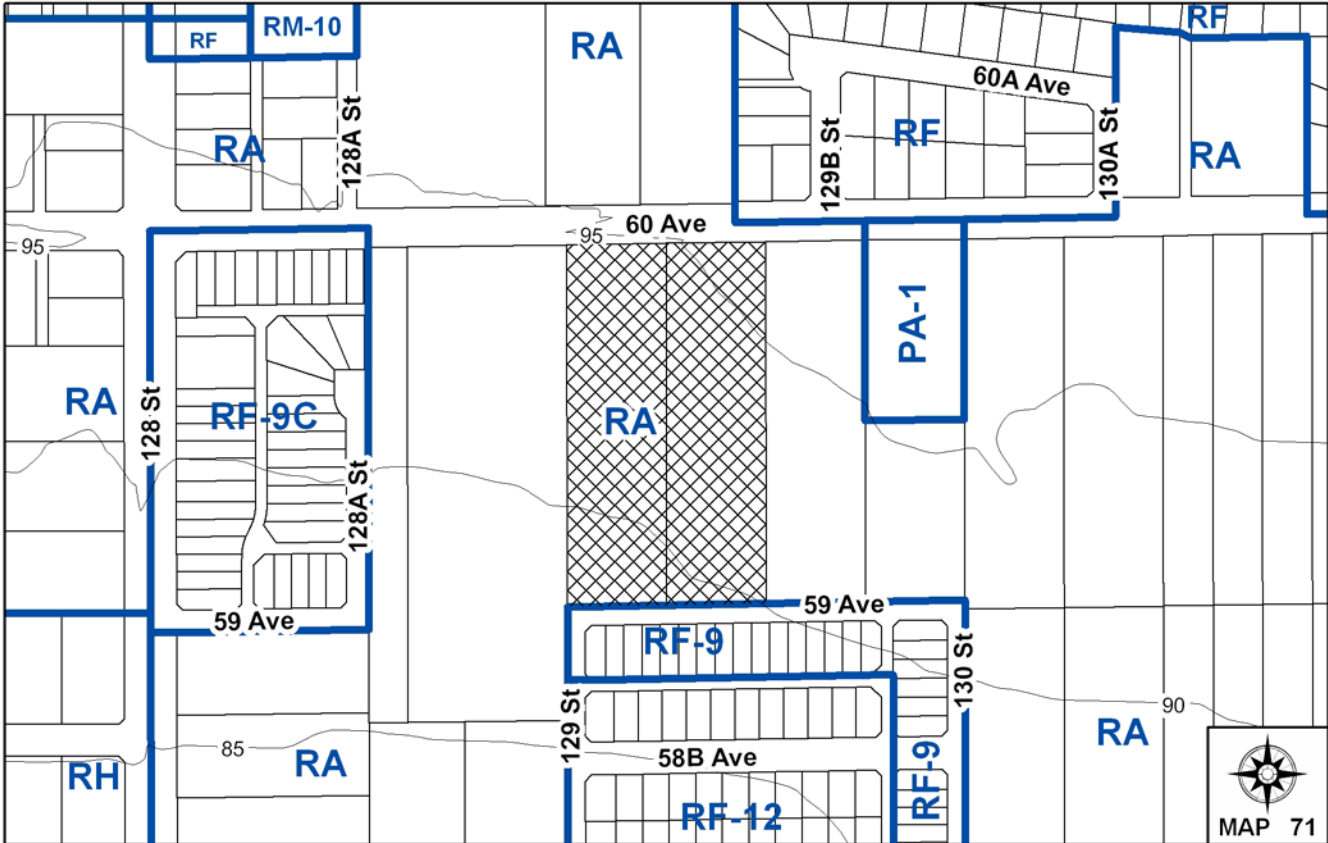 RF
RM-10
RA
RF
60A Ave
RA
128A St
129B St
RF
130A St
RA
95
95
60 Ave
PA-1
RA
128 St
RF-9C
RA
128A St
59 Ave
59 Ave
RF-9
130 St
129 St
90
85
58B Ave
RA
RH
RA
RF-9
RF-12
MAP 71